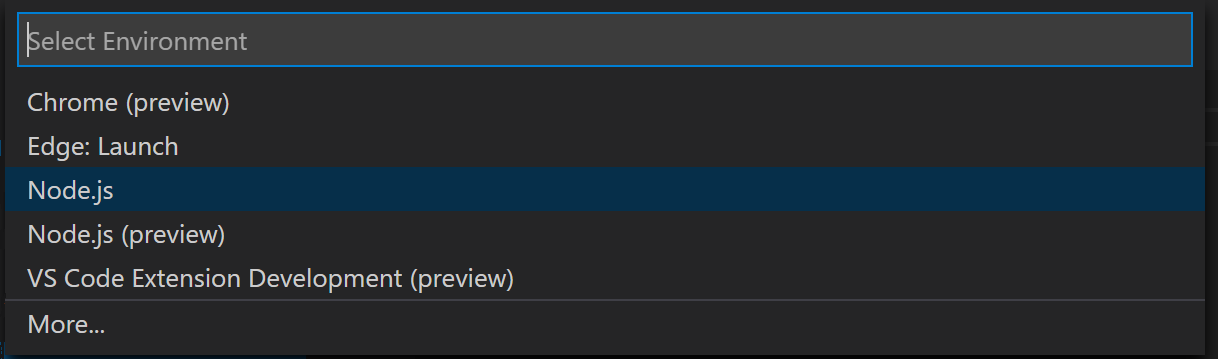 Select Environment
Chrome (preview)
Edge: Launch
Node.js
Node.js (preview)
VS Code Extension Development (preview)
More...